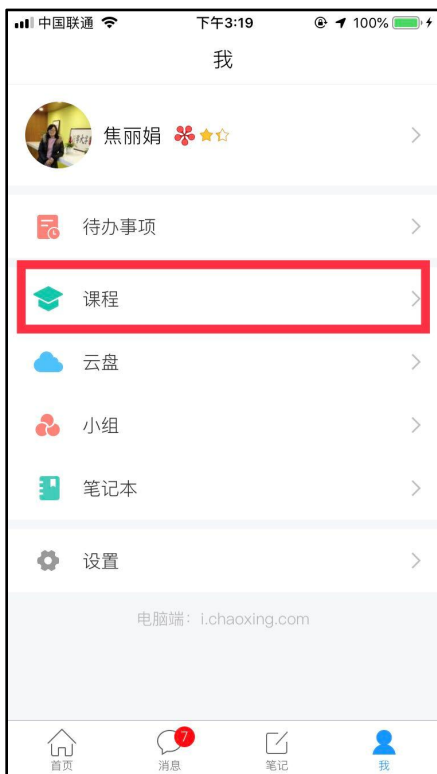 中国联通 下午3:19 100%
我
焦丽娟
待办事项
课程
云盘
小组
笔记本
设置
电脑端：i.chaoxing.com
7
首页 消息 笔记 我